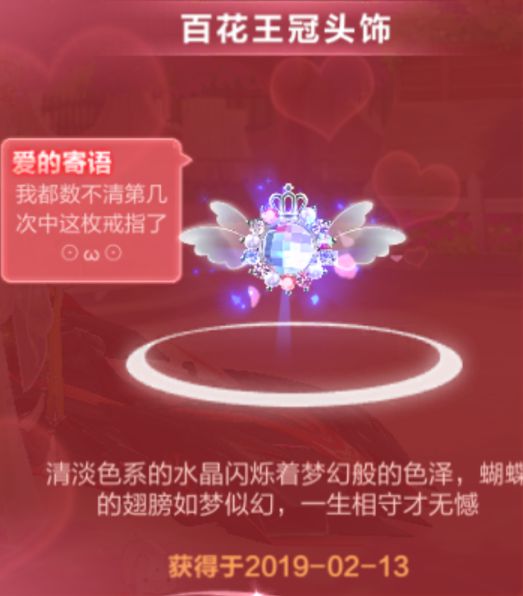 百花王冠头饰
爱的寄语
我都数不清第几
次中这枚戒指了
⊙ω⊙
清淡色系的水晶闪烁着梦幻般的色泽，蝴蝶
的翅膀如梦似幻，一生相守才无憾
获得于2019-02-13